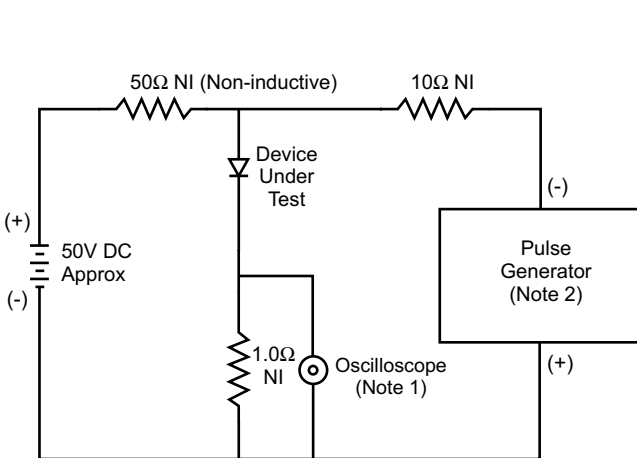 50Ω NI (Non-inductive)
10Ω NI
Device
Under
Test
(-)
(+)
50V DC
Approx
(-)
Pulse
Generator
(Note 2)
1.0Ω
NI
Oscilloscope
(Note 1)
(+)